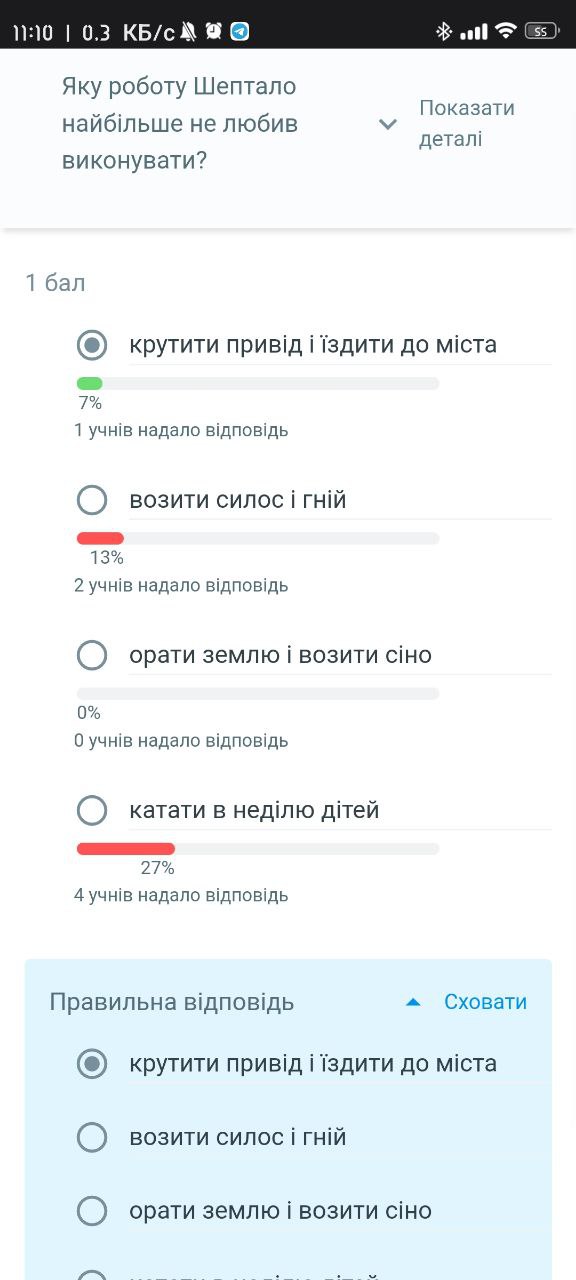 11:10 | 0.3 КБ/с
55
Яку роботу Шептало
найбільше не любив
виконувати?
Показати
деталі
1 бал
крутити привід і їздити до міста
7%
1 учнів надало відповідь
возити силос і гній
13%
2 учнів надало відповідь
орати землю і возити сіно
0%
0 учнів надало відповідь
катати в неділю дітей
27%
4 учнів надало відповідь
Правильна відповідь
Сховати
крутити привід і їздити до міста
возити силос і гній
орати землю і возити сіно